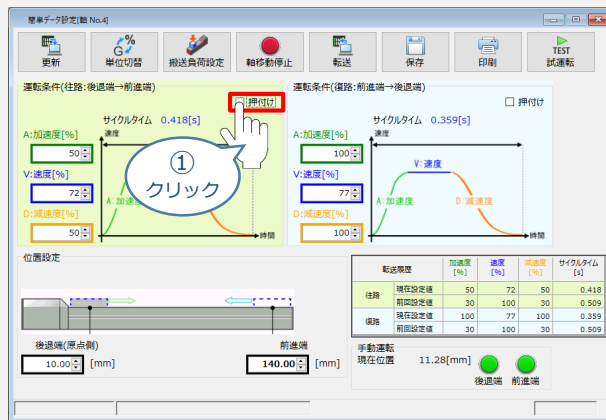 簡単データ設定[軸 No.4]
更新 単位切替 搬送負荷設定 軸移動停止 転送 保存 印刷 TEST 試運転
運転条件(往路:後退端→前進端)
押付け
サイクルタイム 0.418[s]
A:加速度[%]
50
V:速度[%]
72
D:減速度[%]
50
速度
A:加速
①
クリック
時間
運転条件(復路:前進端→後退端)
押付け
サイクルタイム 0.359[s]
A:加速度[%]
100
V:速度[%]
77
D:減速度[%]
100
速度
V:速度
A:加速度
D:減速度
時間
位置設定
後退端(原点側)
10.00 [mm]
前進端
140.00 [mm]
転送履歴 加速度[%] 速度[%] 減速度[%] サイクルタイム[s]
往路 現在設定値 50 72 50 0.418
前回設定値 30 100 30 0.509
復路 現在設定値 100 77 100 0.359
前回設定値 30 100 30 0.509
手動運転
現在位置 11.28[mm]
後退端 前進端